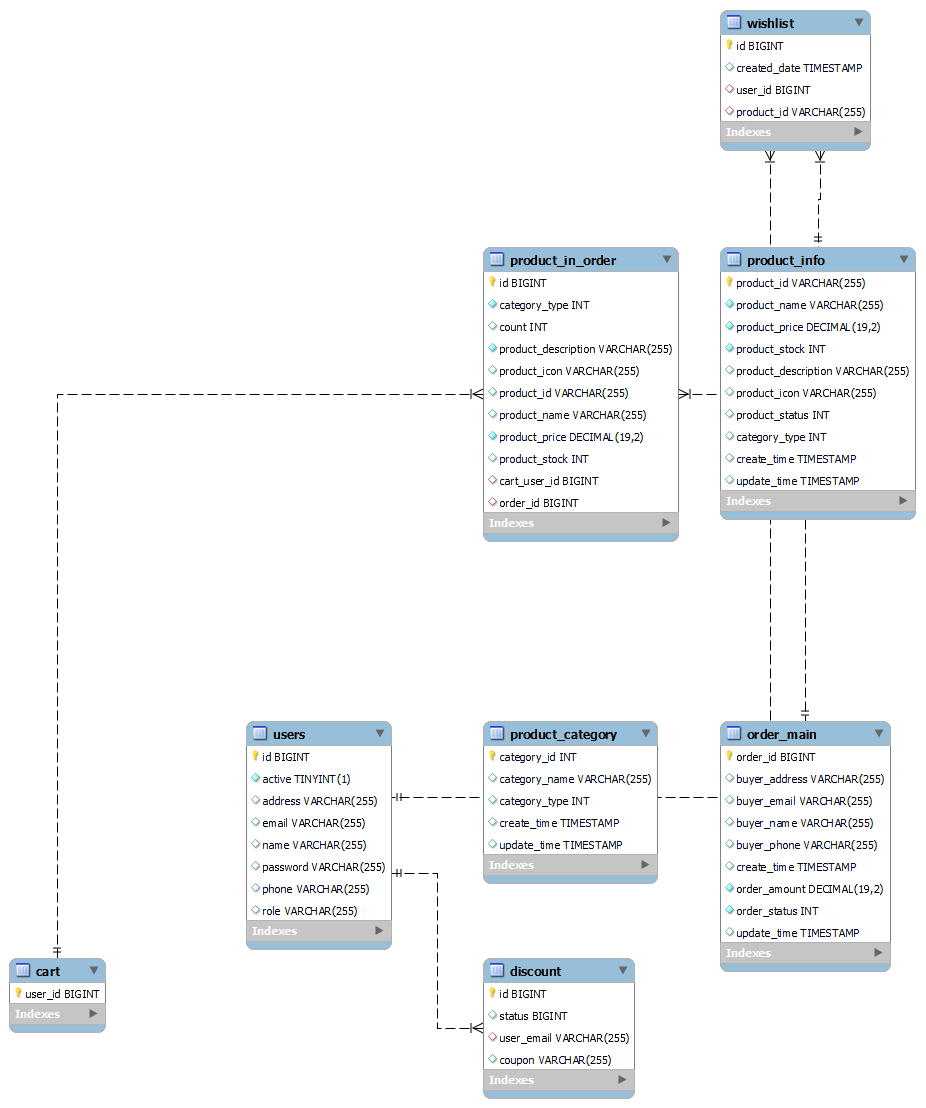 wishlist
id BIGINT
created_date TIMESTAMP
user_id BIGINT
product_id VARCHAR(255)
Indexes
product_in_order
id BIGINT
category_type INT
count INT
product_description VARCHAR(255)
product_icon VARCHAR(255)
product_id VARCHAR(255)
product_name VARCHAR(255)
product_price DECIMAL(19,2)
product_stock INT
cart_user_id BIGINT
order_id BIGINT
Indexes
product_info
product_id VARCHAR(255)
product_name VARCHAR(255)
product_price DECIMAL(19,2)
product_stock INT
product_description VARCHAR(255)
product_icon VARCHAR(255)
product_status INT
category_type INT
create_time TIMESTAMP
update_time TIMESTAMP
Indexes
users
id BIGINT
active TINYINT(1)
address VARCHAR(255)
email VARCHAR(255)
name VARCHAR(255)
password VARCHAR(255)
phone VARCHAR(255)
role VARCHAR(255)
Indexes
product_category
category_id INT
category_name VARCHAR(255)
category_type INT
create_time TIMESTAMP
update_time TIMESTAMP
Indexes
order_main
order_id BIGINT
buyer_address VARCHAR(255)
buyer_email VARCHAR(255)
buyer_name VARCHAR(255)
buyer_phone VARCHAR(255)
create_time TIMESTAMP
order_amount DECIMAL(19,2)
order_status INT
update_time TIMESTAMP
Indexes
cart
user_id BIGINT
Indexes
discount
id BIGINT
status BIGINT
user_email VARCHAR(255)
coupon VARCHAR(255)
Indexes